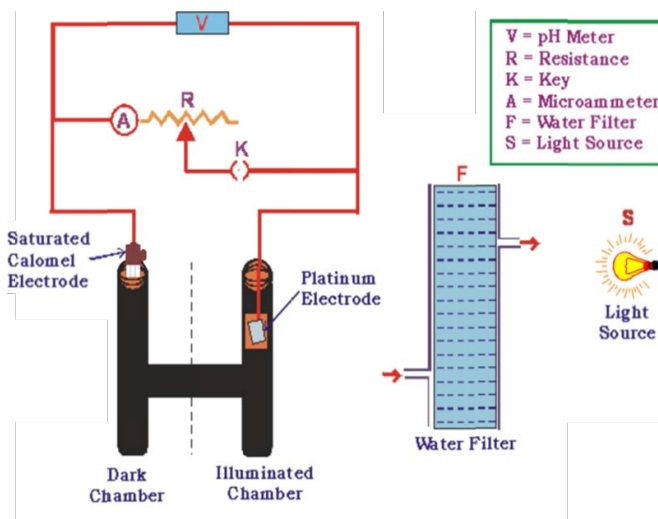 V
V = pH Meter
R = Resistance
K = Key
A = Microammeter
F = Water Filter
S = Light Source
R
A
K
F
S
Saturated
Calomel
Electrode
Platinum
Electrode
Light
Source
Water Filter
Dark
Chamber
Illuminated
Chamber